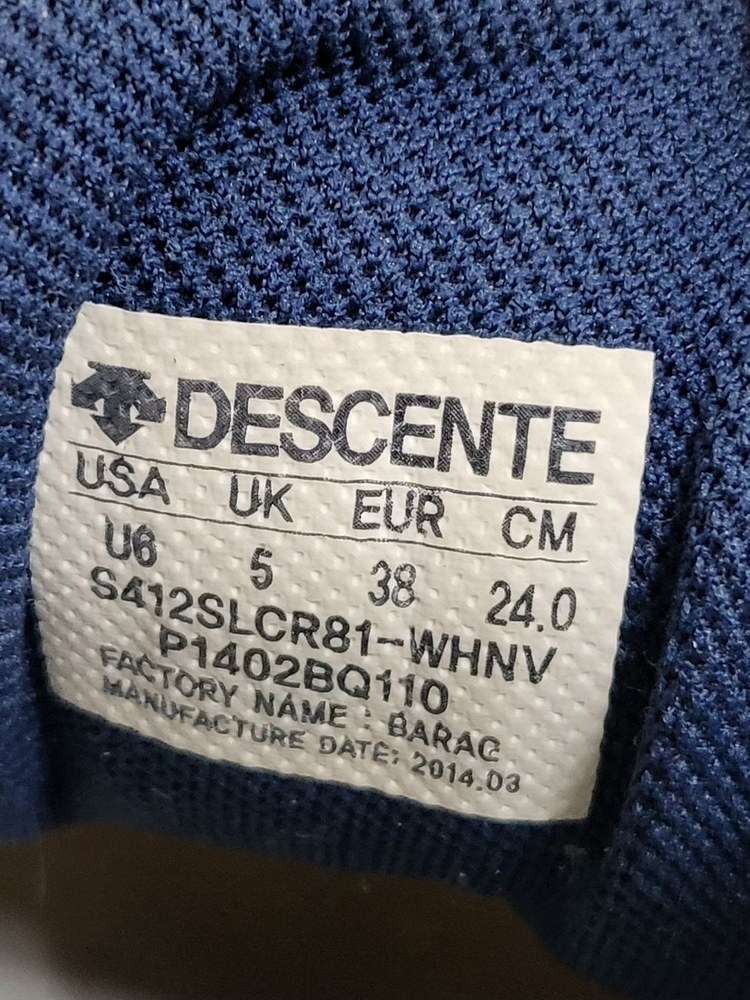 DESCENTE
USA UK EUR CM
U6 5 38 24.0
S412SLCR81-WHNV
P1402BQ110
FACTORY NAME : BARAC
MANUFACTURE DATE: 2014.03